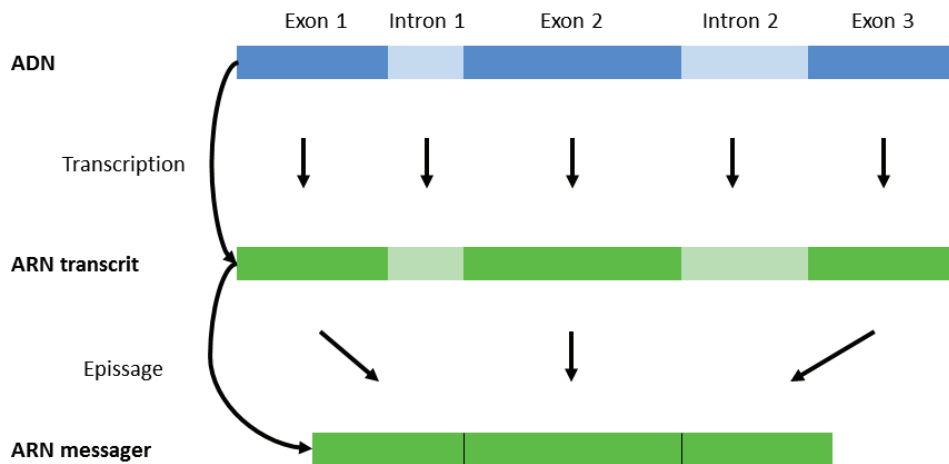 Exon 1 Intron 1 Exon 2 Intron 2 Exon 3
ADN
Transcription
ARN transcrit
Epissage
ARN messager